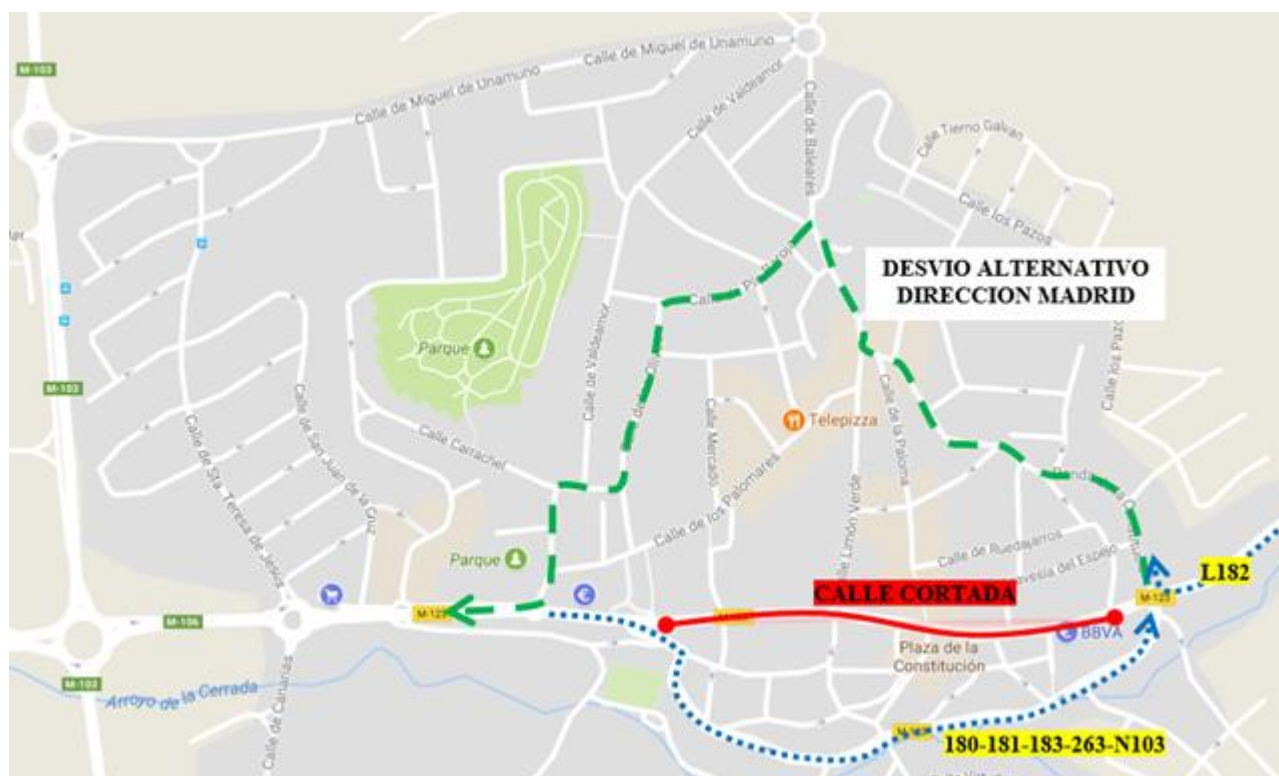 Calle de Miguel de Unamuno
Calle de Miguel de Unamuno
M-103
Calle de Valdeamor
Calle de Baleares
Calle Tierno Galvan
Calle los Pazos
DESVIO ALTERNATIVO
DIRECCION MADRID
Parque
M-103
Calle de Valdeamor
Calle los Pazos
Calle Mercado
Telepizza
Calle de la Paloma
Calle Carrachel
Calle de San Juan de la Cruz
Calle de Sta. Teresa de Jesús
Calle de los Palomares
Calle Limón Verde
Parque
Calle de Ruedajarros
L182
CALLE CORTADA
M-106
BBVA
Plaza de la
Constitución
M-103
Arroyo de la Cerrada
Calle de Canarias
180-181-183-263-N103